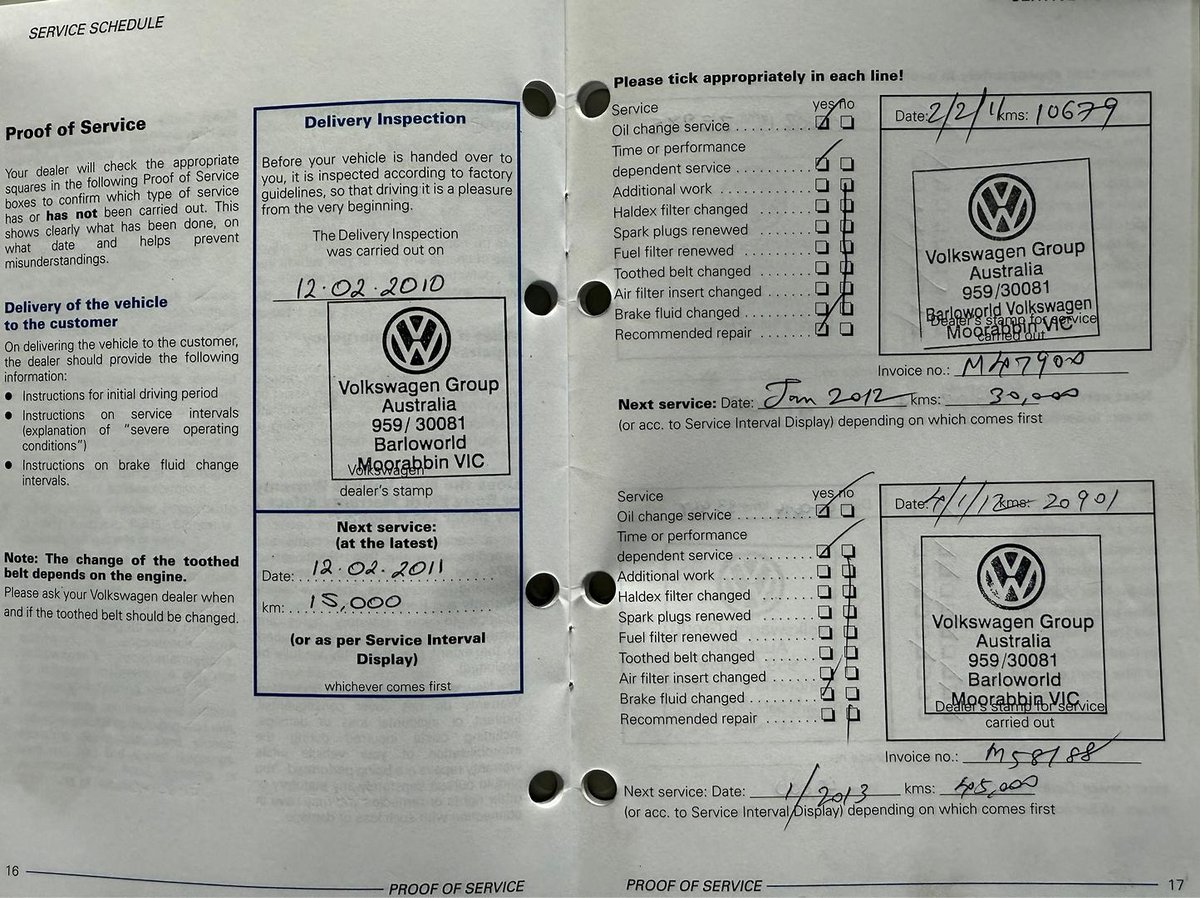 SERVICE SCHEDULE
Proof of Service
Your dealer will check the appropriate
squares in the following Proof of Service
boxes to confirm which type of service
has or has not been carried out. This
shows clearly what has been done, on
what date and helps prevent
misunderstandings.
Delivery of the vehicle
to the customer
On delivering the vehicle to the customer,
the dealer should provide the following
information:
● Instructions for initial driving period
● Instructions on service intervals
(explanation of "severe operating
conditions")
● Instructions on brake fluid change
intervals.
Note: The change of the toothed
belt depends on the engine.
Please ask your Volkswagen dealer when
and if the toothed belt should be changed.
Delivery Inspection
Before your vehicle is handed over to
you, it is inspected according to factory
guidelines, so that driving it is a pleasure
from the very beginning.
The Delivery Inspection
was carried out on
12.02.2010
Volkswagen Group
Australia
959/30081
Barloworld
Moorabbin VIC
Volkswagen
dealer's stamp
Next service:
(at the latest)
Date: 12.02.2011
km: 15,000
(or as per Service Interval
Display)
whichever comes first
16
PROOF OF SERVICE
Please tick appropriately in each line!
Service yes no
Oil change service
Time or performance
dependent service
Additional work
Haldex filter changed
Spark plugs renewed
Fuel filter renewed
Toothed belt changed
Air filter insert changed
Brake fluid changed
Recommended repair
Date: 2/2/11 kms: 10679
Volkswagen Group
Australia
959/30081
Barloworld Volkswagen
Moorabbin VIC
Dealer's stamp for service
carried out
Invoice no.: M47900
Next service: Date: Jan 2012 kms: 30,000
(or acc. to Service Interval Display) depending on which comes first
Service yes no
Oil change service
Time or performance
dependent service
Additional work
Haldex filter changed
Spark plugs renewed
Fuel filter renewed
Toothed belt changed
Air filter insert changed
Brake fluid changed
Recommended repair
Date: 4/1/12 kms: 20901
Volkswagen Group
Australia
959/30081
Barloworld
Moorabbin VIC
Dealer's stamp for service
carried out
Invoice no.: M58188
Next service: Date: 1/2013 kms: 45,000
(or acc. to Service Interval Display) depending on which comes first
PROOF OF SERVICE
17